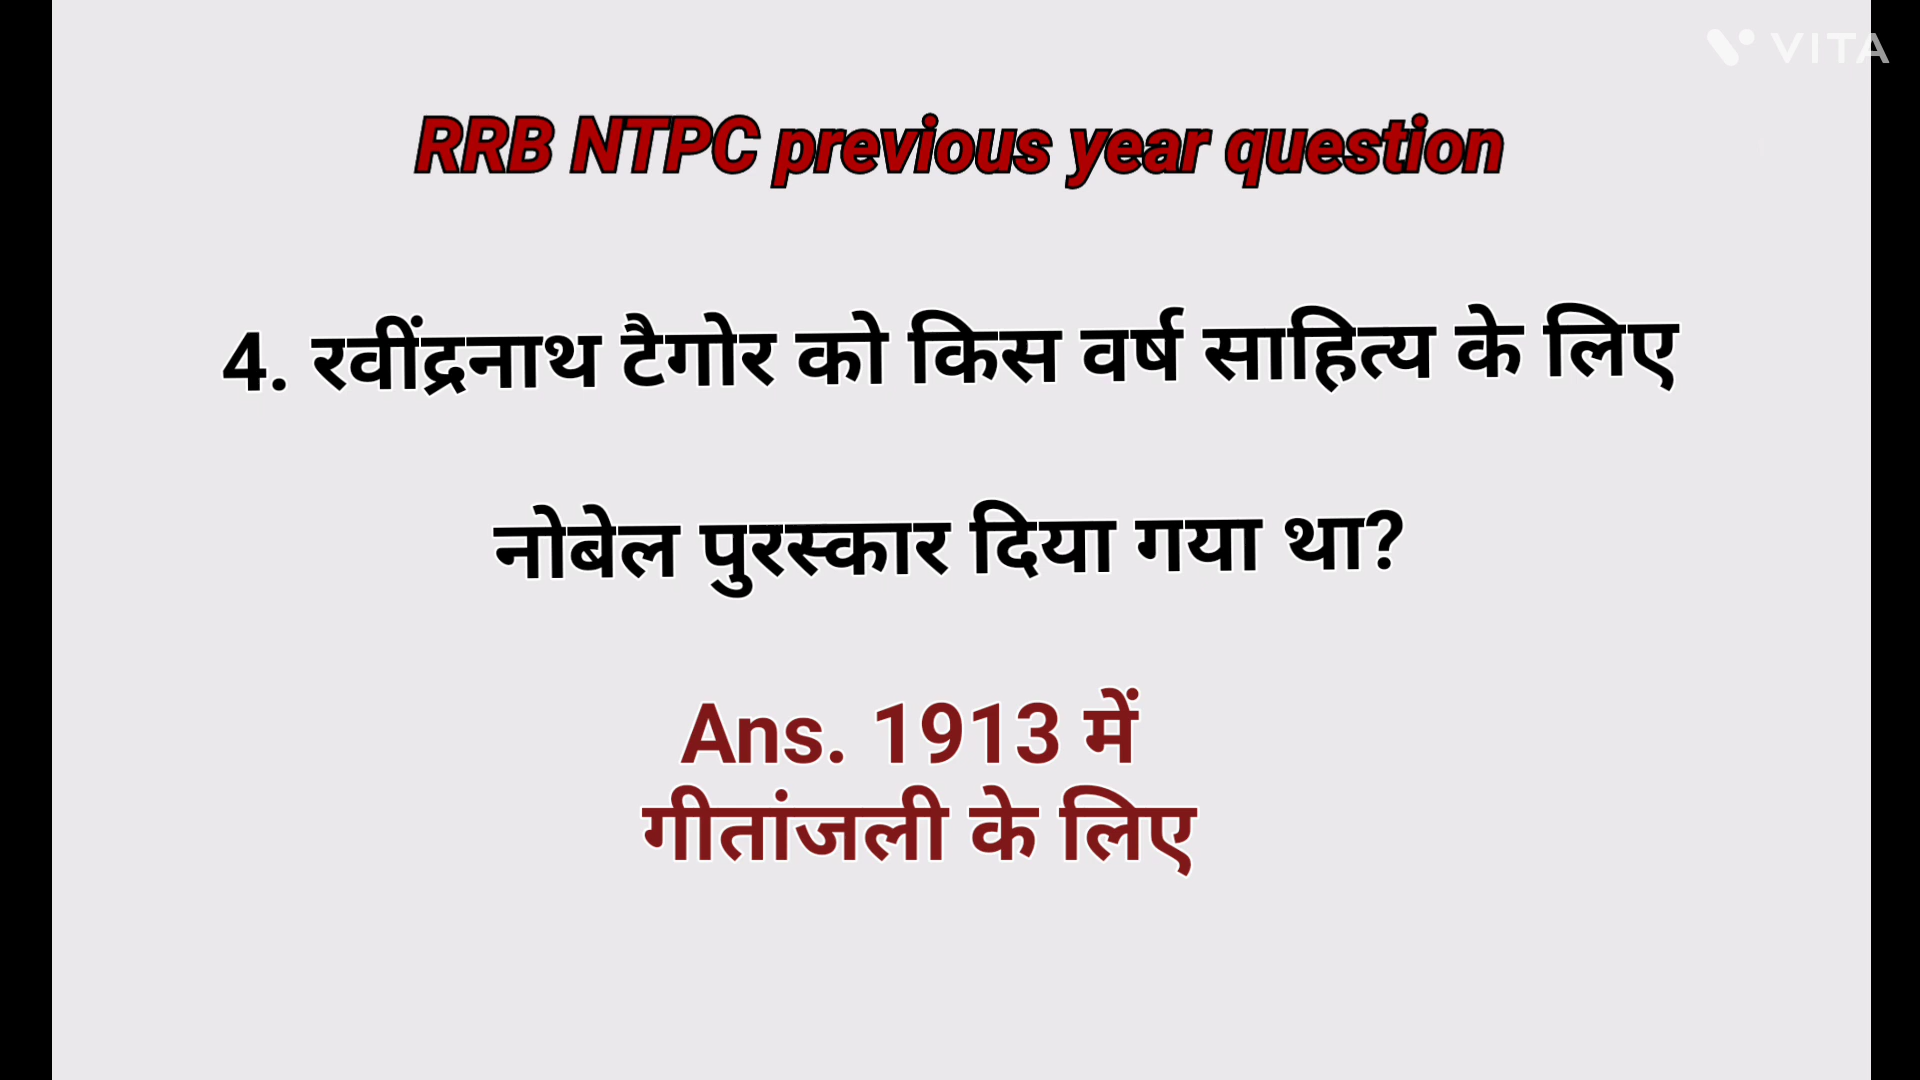 VITA
RRB NTPC previous year question
4. रवींद्रनाथ टैगोर को किस वर्ष साहित्य के लिए
नोबेल पुरस्कार दिया गया था?
Ans. 1913 में
गीतांजली के लिए